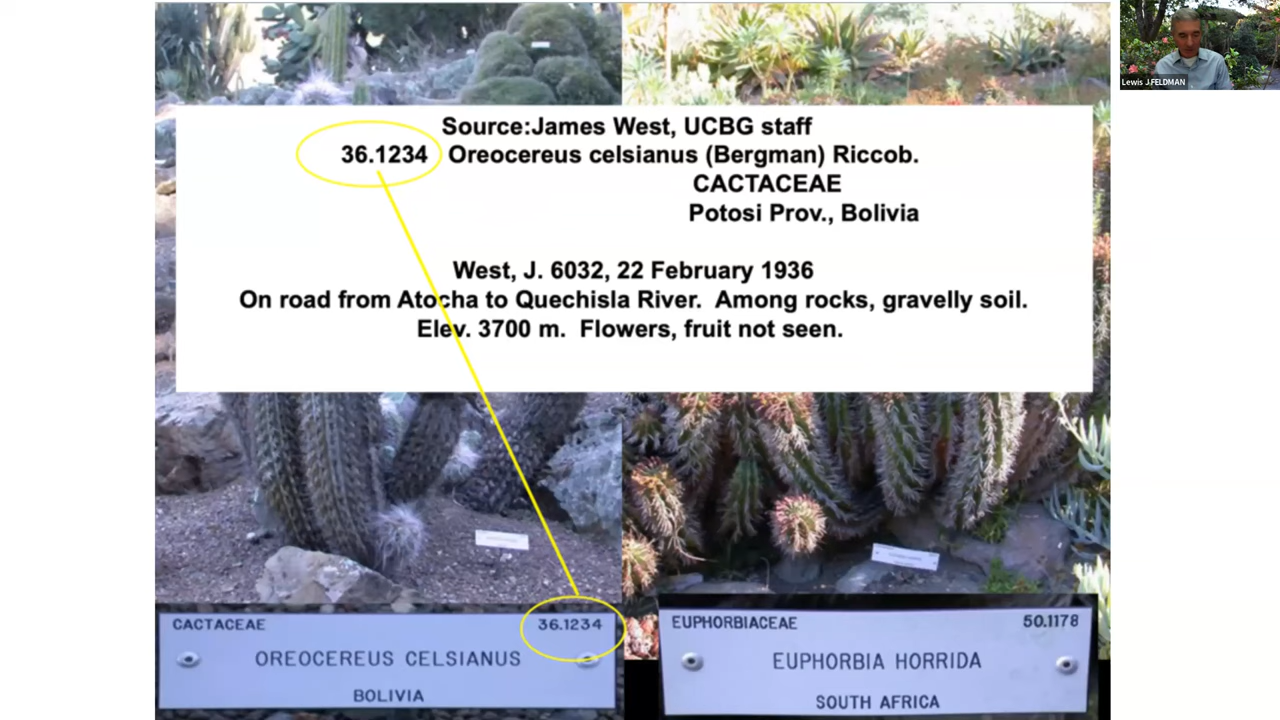 Lewis J.FELDMAN
Source:James West, UCBG staff
36.1234 Oreocereus celsianus (Bergman) Riccob.
CACTACEAE
Potosi Prov., Bolivia
West, J. 6032, 22 February 1936
On road from Atocha to Quechisla River. Among rocks, gravelly soil.
Elev. 3700 m. Flowers, fruit not seen.
CACTACEAE 36.1234
OREOCEREUS CELSIANUS
BOLIVIA
EUPHORBIACEAE 50.1178
EUPHORBIA HORRIDA
SOUTH AFRICA